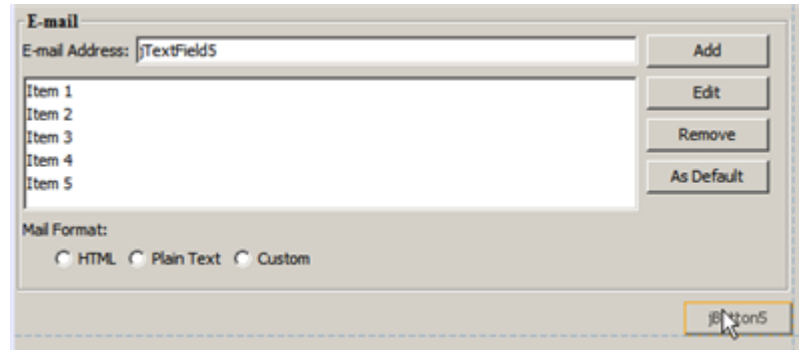 E-mail
E-mail Address: jTextField5 Add
Item 1 Edit
Item 2
Item 3 Remove
Item 4
Item 5 As Default
Mail Format:
HTML Plain Text Custom